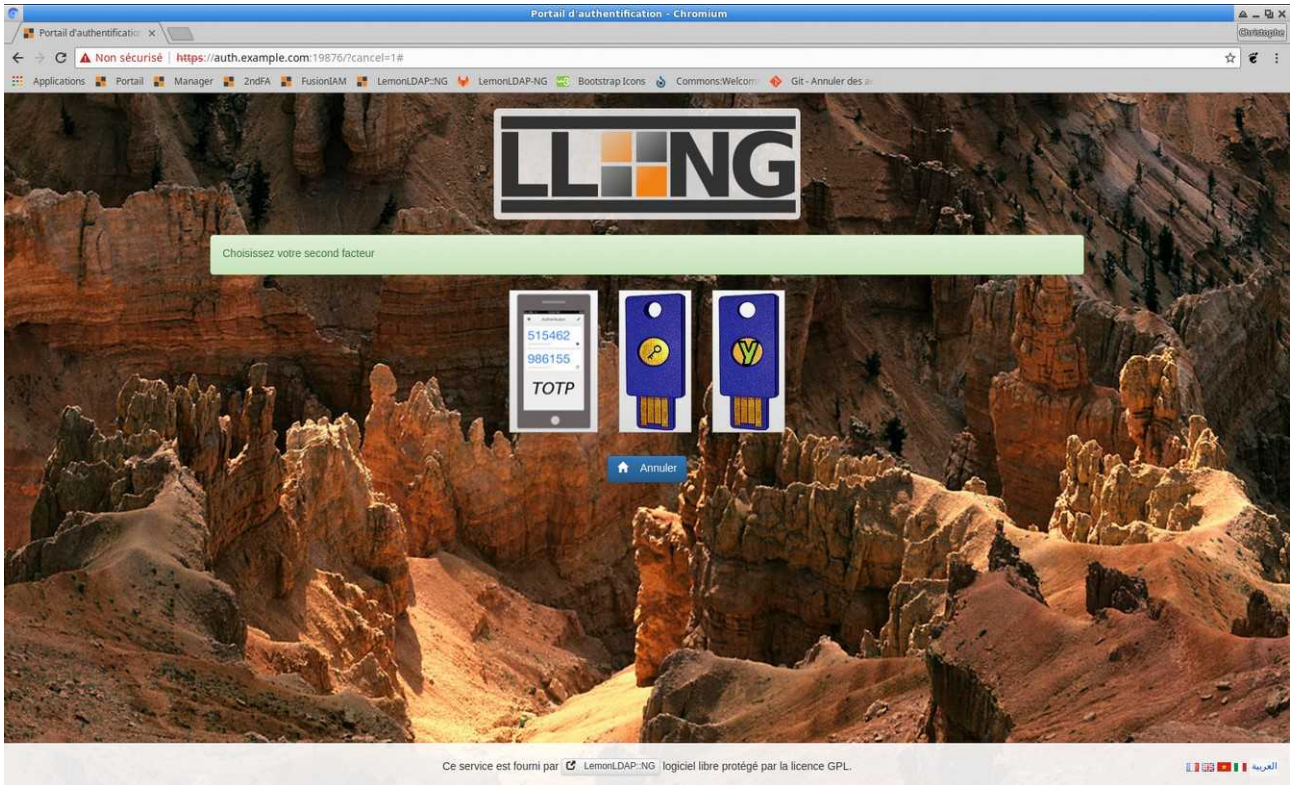 Portail d'authentification - Chromium
Portail d'authentificatio
Christophe
Non sécurisé https://auth.example.com:19876/?cancel=1#
Applications Portail Manager 2ndFA FusionIAM LemonLDAP::NG LemonLDAP-NG Bootstrap Icons Commons:Welcom Git - Annuler des a
LL NG
Choisissez votre second facteur
Authenticator
515462
986155
TOTP
Y
Annuler
Ce service est fourni par LemonLDAP::NG logiciel libre protégé par la licence GPL.
العربية